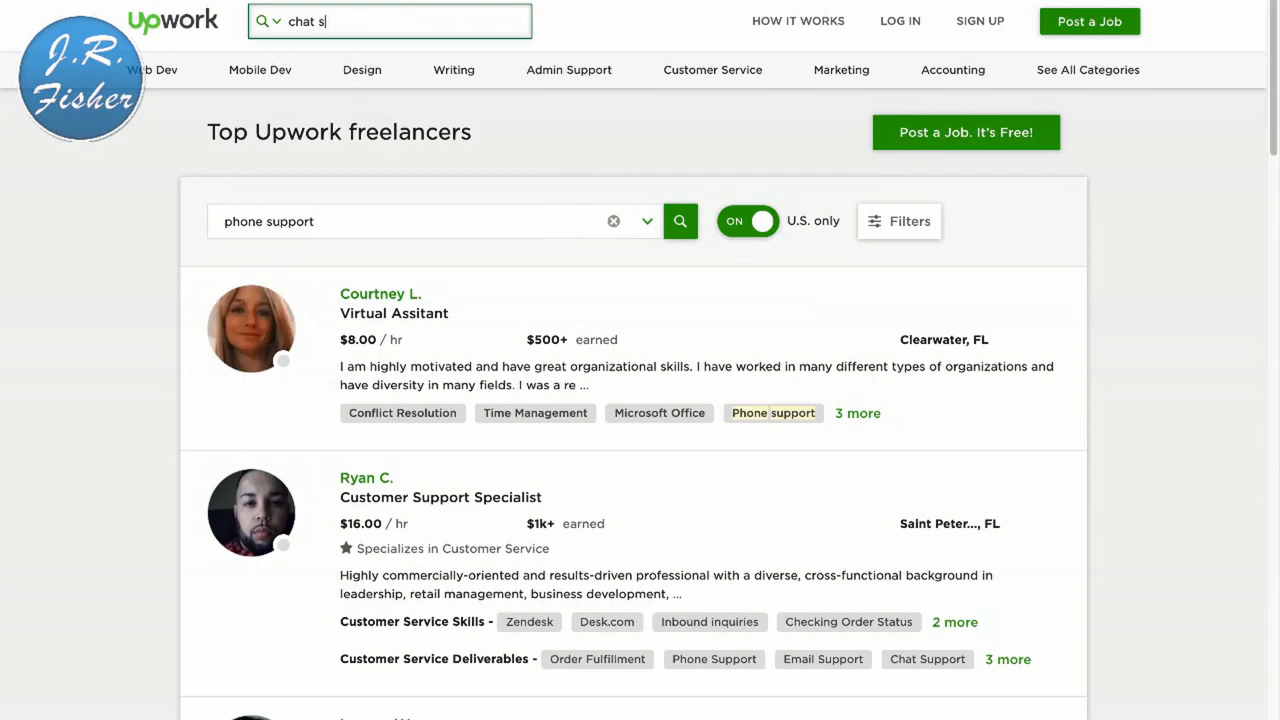 upwork
chat s
HOW IT WORKS
LOG IN
SIGN UP
Post a Job
J.R.
Fisher
Web Dev
Mobile Dev
Design
Writing
Admin Support
Customer Service
Marketing
Accounting
See All Categories
Top Upwork freelancers
Post a Job. It's Free!
phone support
ON
U.S. only
Filters
Courtney L.
Virtual Assitant
$8.00 / hr
$500+ earned
Clearwater, FL
I am highly motivated and have great organizational skills. I have worked in many different types of organizations and
have diversity in many fields. I was a re ...
Conflict Resolution
Time Management
Microsoft Office
Phone support
3 more
Ryan C.
Customer Support Specialist
$16.00 / hr
$1k+ earned
Saint Peter..., FL
Specializes in Customer Service
Highly commercially-oriented and results-driven professional with a diverse, cross-functional background in
leadership, retail management, business development, ...
Customer Service Skills - Zendesk Desk.com Inbound inquiries Checking Order Status 2 more
Customer Service Deliverables - Order Fulfillment Phone Support Email Support Chat Support 3 more